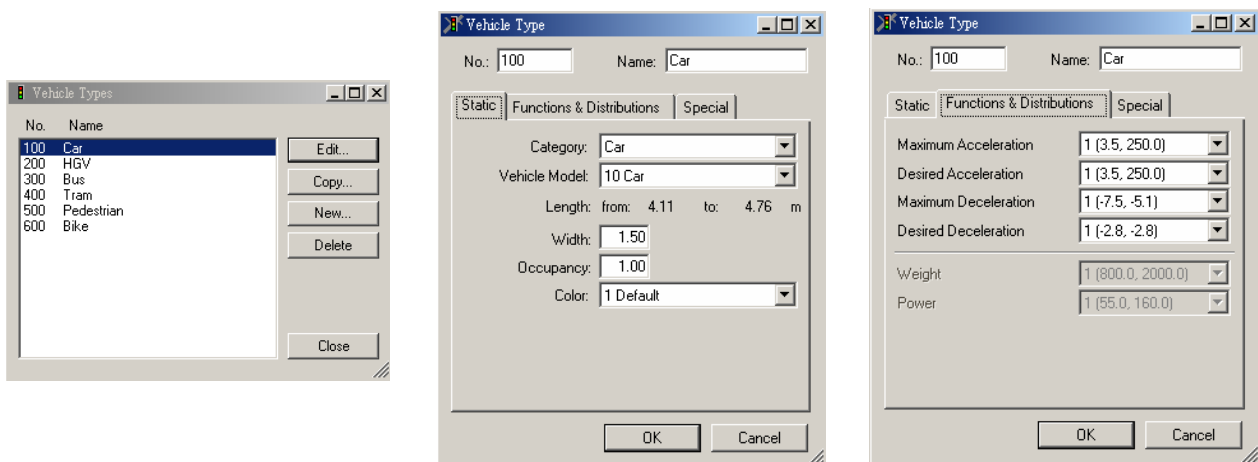 Vehicle Types
No. Name
100 Car
200 HGV
300 Bus
400 Tram
500 Pedestrian
600 Bike
Edit...
Copy...
New...
Delete
Close
Vehicle Type
No.: 100 Name: Car
Static Functions & Distributions Special
Category: Car
Vehicle Model: 10 Car
Length: from: 4.11 to: 4.76 m
Width: 1.50
Occupancy: 1.00
Color: 1 Default
OK Cancel
Vehicle Type
No.: 100 Name: Car
Static Functions & Distributions Special
Maximum Acceleration 1 (3.5, 250.0)
Desired Acceleration 1 (3.5, 250.0)
Maximum Deceleration 1 (-7.5, -5.1)
Desired Deceleration 1 (-2.8, -2.8)
Weight 1 (800.0, 2000.0)
Power 1 (55.0, 160.0)
OK Cancel